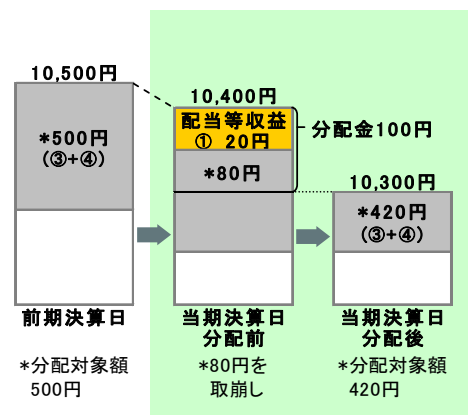 10,500円
*500円
(③+④)
前期決算日
*分配対象額
500円
10,400円
配当等収益
① 20円
*80円
分配金100円
当期決算日
分配前
*80円を
取崩し
10,300円
*420円
(③+④)
当期決算日
分配後
*分配対象額
420円